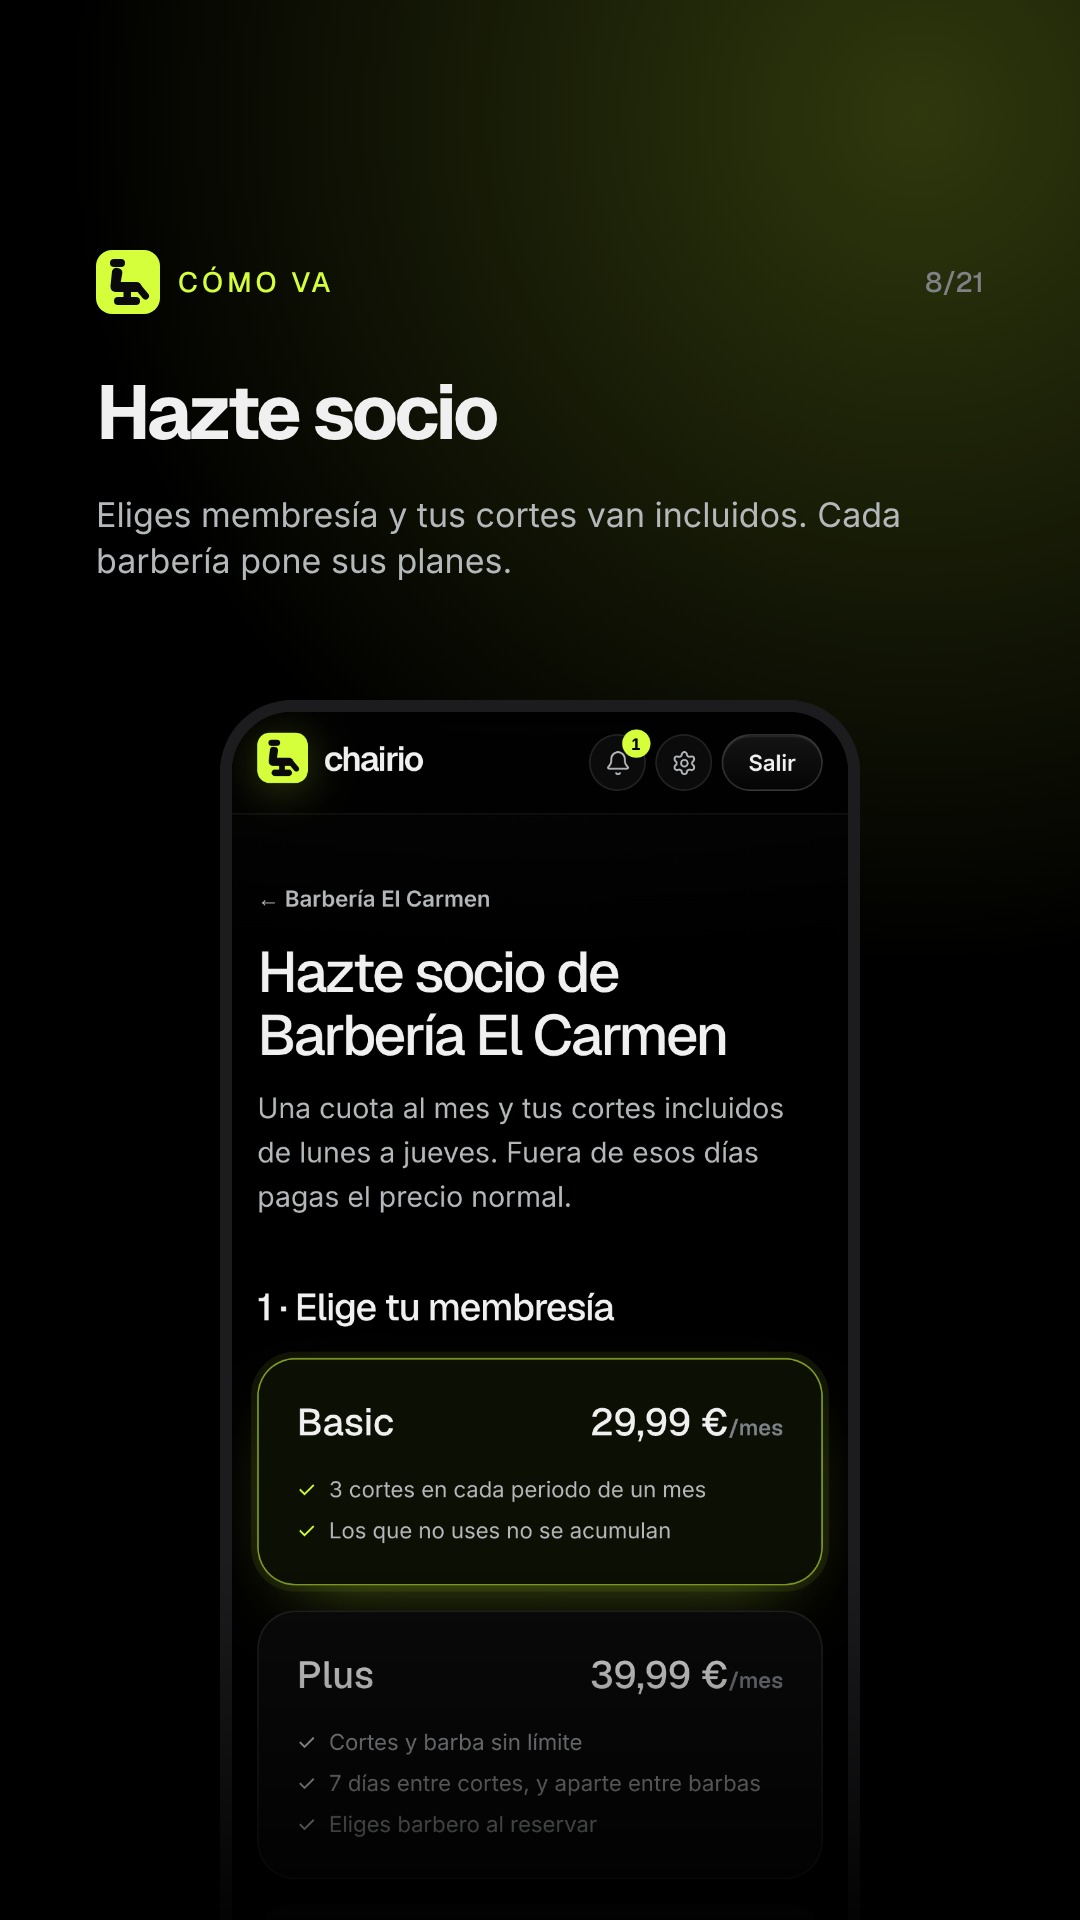 CÓMO VA
8/21
Hazte socio
Eliges membresía y tus cortes van incluidos. Cada
barbería pone sus planes.
chairio
1
Salir
← Barbería El Carmen
Hazte socio de
Barbería El Carmen
Una cuota al mes y tus cortes incluidos
de lunes a jueves. Fuera de esos días
pagas el precio normal.
1 · Elige tu membresía
Basic 29,99 €/mes
3 cortes en cada periodo de un mes
Los que no uses no se acumulan
Plus 39,99 €/mes
Cortes y barba sin límite
7 días entre cortes, y aparte entre barbas
Eliges barbero al reservar